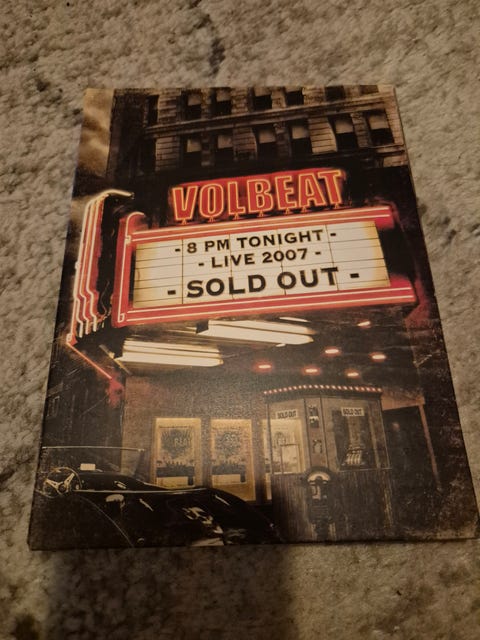 VOLBEAT
- 8 PM TONIGHT -
- LIVE 2007 -
- SOLD OUT -
SOLD OUT
SOLD OUT